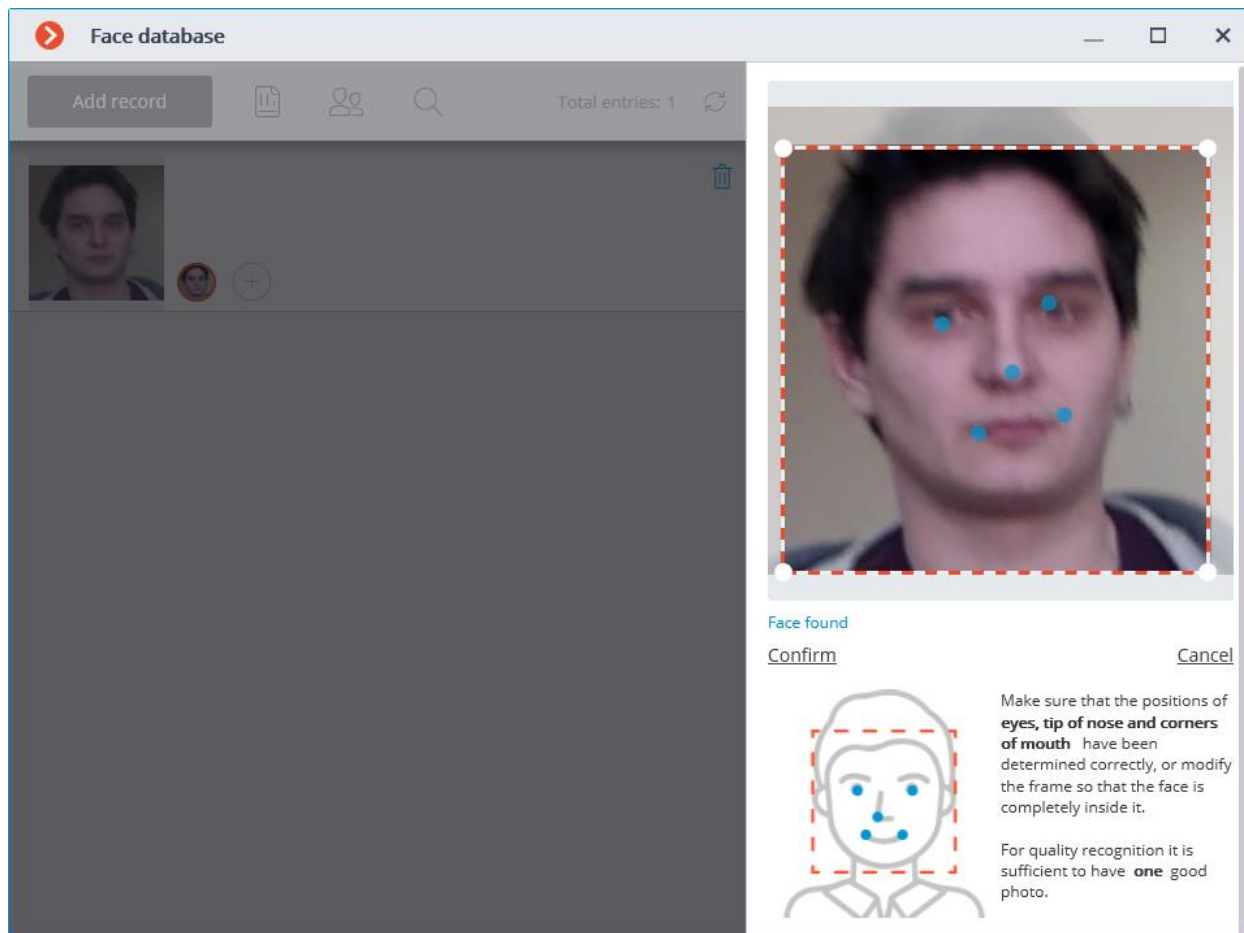 Face database
Add record
Total entries: 1
Face found
Confirm
Cancel
Make sure that the positions of
eyes, tip of nose and corners
of mouth have been
determined correctly, or modify
the frame so that the face is
completely inside it.
For quality recognition it is
sufficient to have one good
photo.